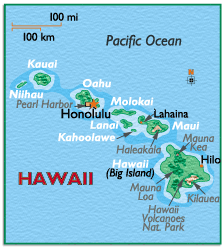 100 mi
100 km
Pacific Ocean
Kauai
Niihau
Oahu
Pearl Harbor
Honolulu
Molokai
Lahaina
Lanai
Maui
Kahoolawe
Haleakala
Mauna
Kea
Hawaii
(Big Island)
Hilo
HAWAII
Mauna
Loa
Kilauea
Hawaii
Volcanoes
Nat. Park